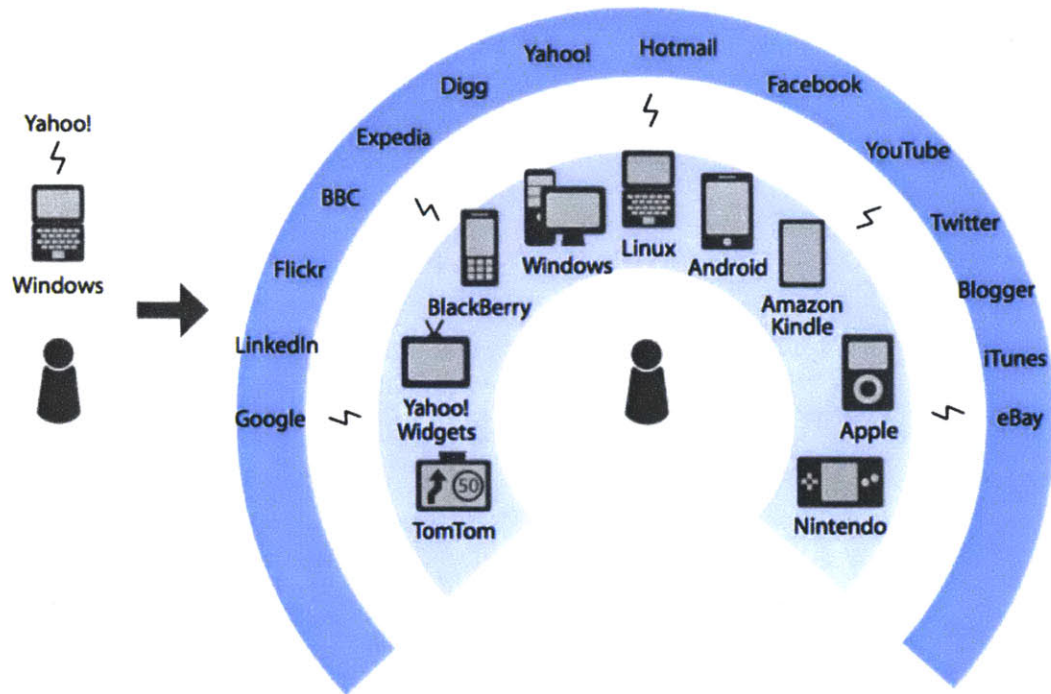 Yahoo!
Windows
Google
LinkedIn
Flickr
BBC
Expedia
Digg
Yahoo!
Hotmail
Facebook
YouTube
Twitter
Blogger
iTunes
eBay
TomTom
50
Yahoo!
Widgets
BlackBerry
Windows
Linux
Android
Amazon
Kindle
Apple
Nintendo